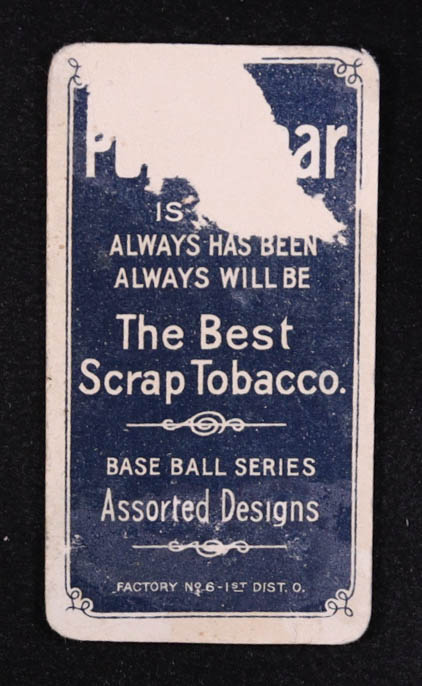 IS
ALWAYS HAS BEEN
ALWAYS WILL BE
The Best
Scrap Tobacco.
BASE BALL SERIES
Assorted Designs
FACTORY Nº 6-1ST DIST. O.